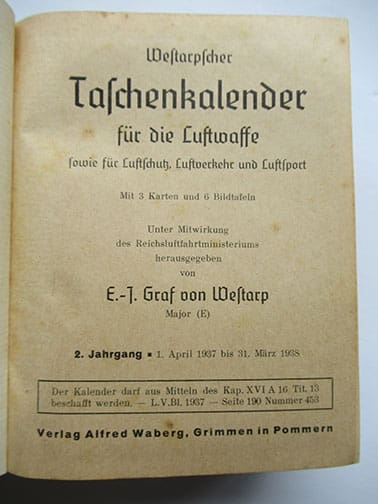 Westarpscher
Taschenkalender
für die Luftwaffe
sowie für Luftschutz, Luftverkehr und Luftsport
Mit 3 Karten und 6 Bildtafeln
Unter Mitwirkung
des Reichsluftfahrtministeriums
herausgegeben
von
E.-J. Graf von Westarp
Major (E)
2. Jahrgang ▪ 1. April 1937 bis 31. März 1938
Der Kalender darf aus Mitteln des Kap. XVI A 16 Tit. 13
beschafft werden. — L.V.Bl. 1937 — Seite 190 Nummer 453
Verlag Alfred Waberg, Grimmen in Pommern